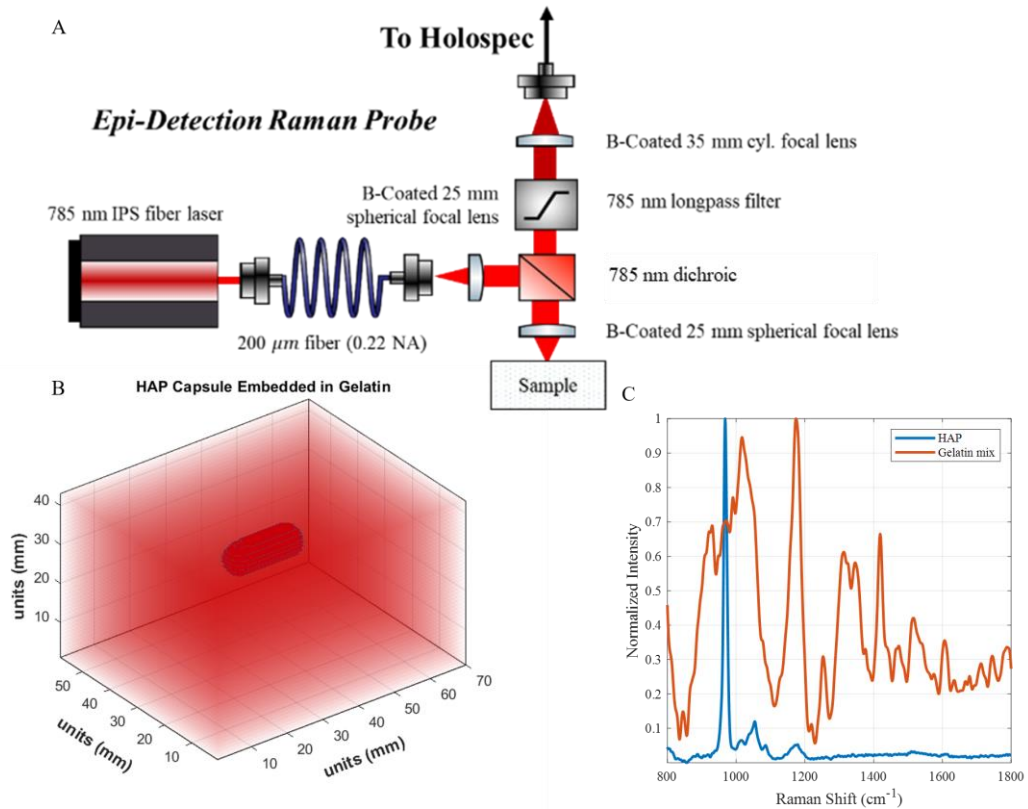 A
To Holospec
Epi-Detection Raman Probe
B-Coated 35 mm cyl. focal lens
B-Coated 25 mm
spherical focal lens
785 nm longpass filter
785 nm IPS fiber laser
785 nm dichroic
200 μm fiber (0.22 NA)
B-Coated 25 mm spherical focal lens
Sample
B
HAP Capsule Embedded in Gelatin
40
30
20
10
units (mm)
50
40
30
20
10
units (mm)
10
20
30
40
50
60
70
units (mm)
C
HAP
Gelatin mix
1
0.9
0.8
0.7
0.6
0.5
0.4
0.3
0.2
0.1
Normalized Intensity
800 1000 1200 1400 1600 1800
Raman Shift (cm⁻¹)